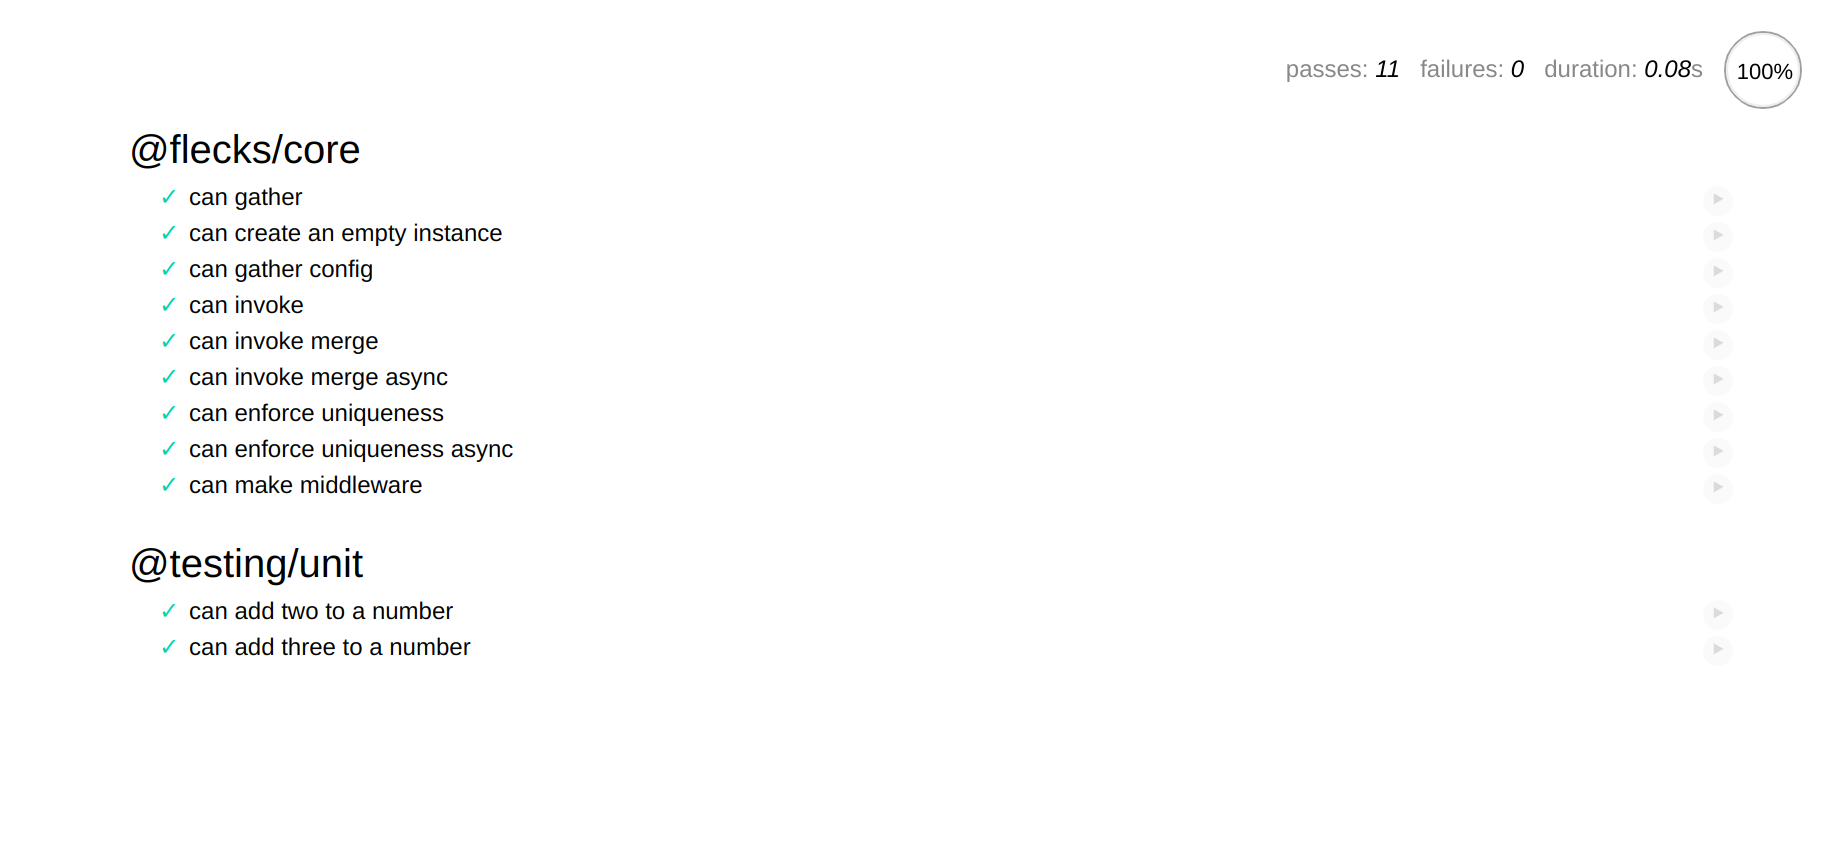 passes: 11 failures: 0 duration: 0.08s 100%
@flecks/core
✓ can gather
✓ can create an empty instance
✓ can gather config
✓ can invoke
✓ can invoke merge
✓ can invoke merge async
✓ can enforce uniqueness
✓ can enforce uniqueness async
✓ can make middleware
@testing/unit
✓ can add two to a number
✓ can add three to a number